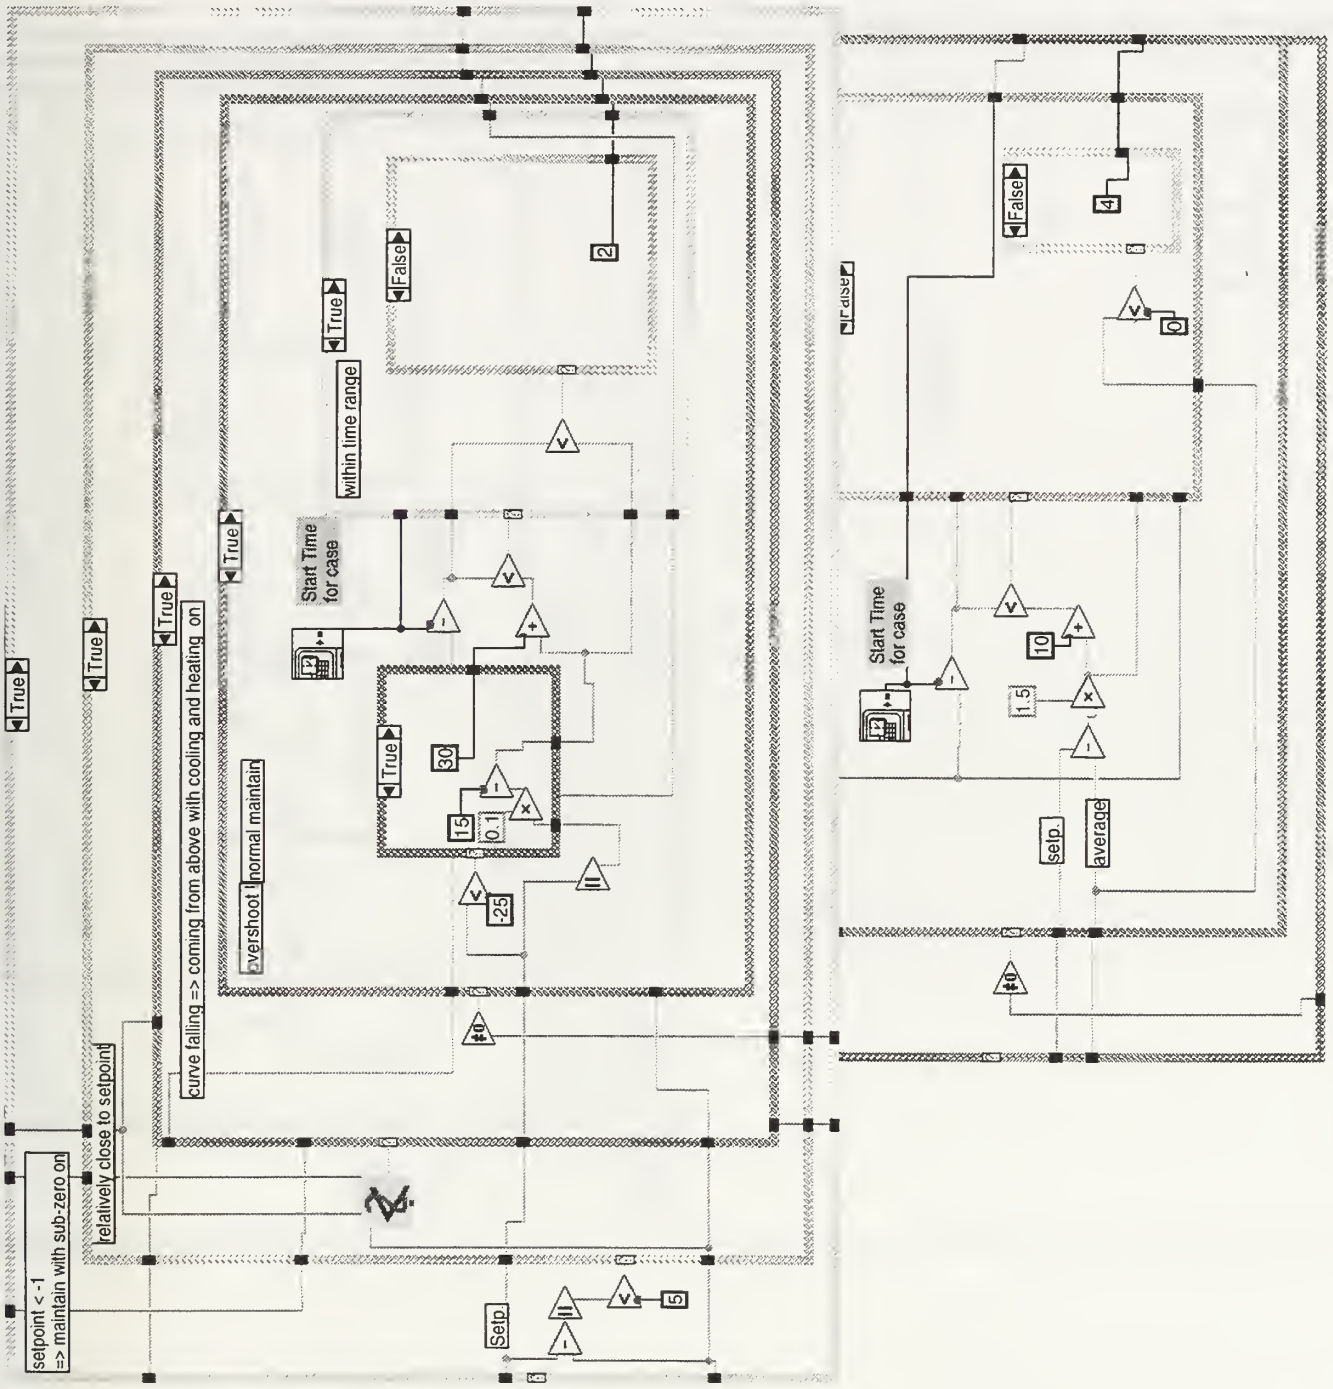 setpoint < -1
=> maintain with sub-zero on
True
relatively close to setpoint
True
curve falling => coming from above with cooling and heating on
True
True
overshoot !
normal maintain
Start Time
for case
within time range
True
False
2
True
30
15
0.1
-25
≠0
Setp.
5
False
False
4
0
Start Time
for case
10
1.5
setp.
average
≠0